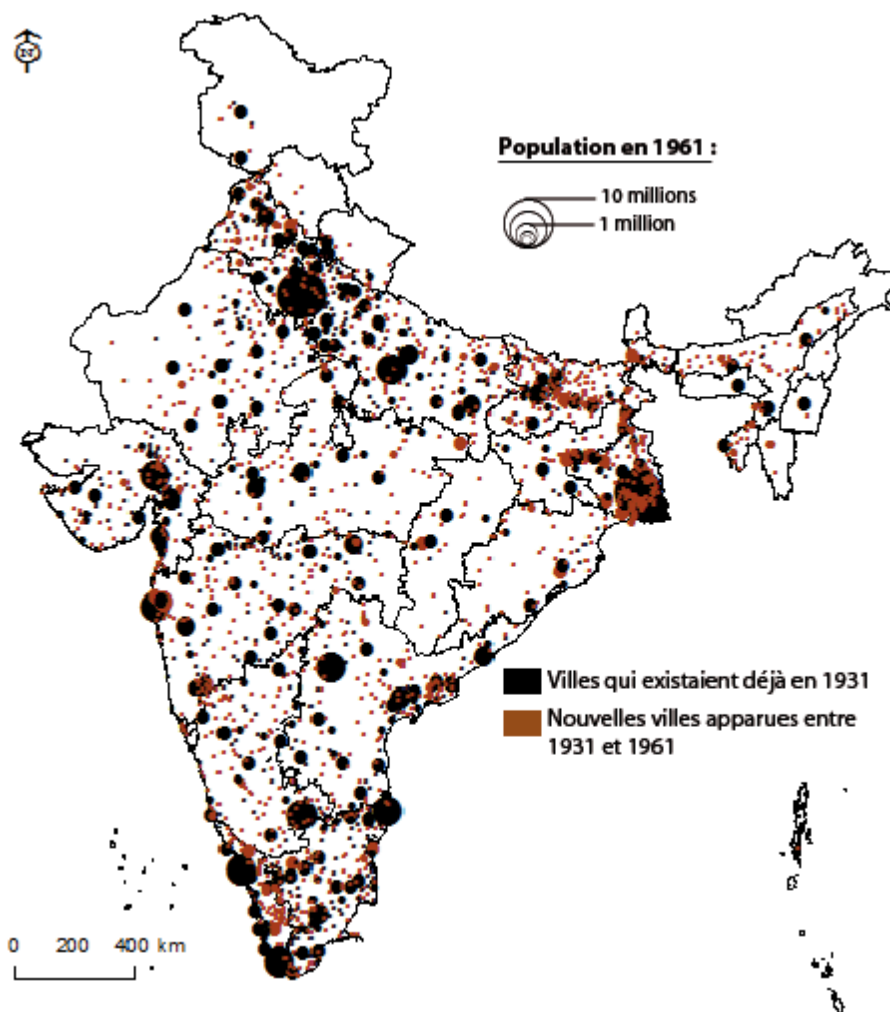 Population en 1961 :
10 millions
1 million
Villes qui existaient déjà en 1931
Nouvelles villes apparues entre
1931 et 1961
0 200 400 km